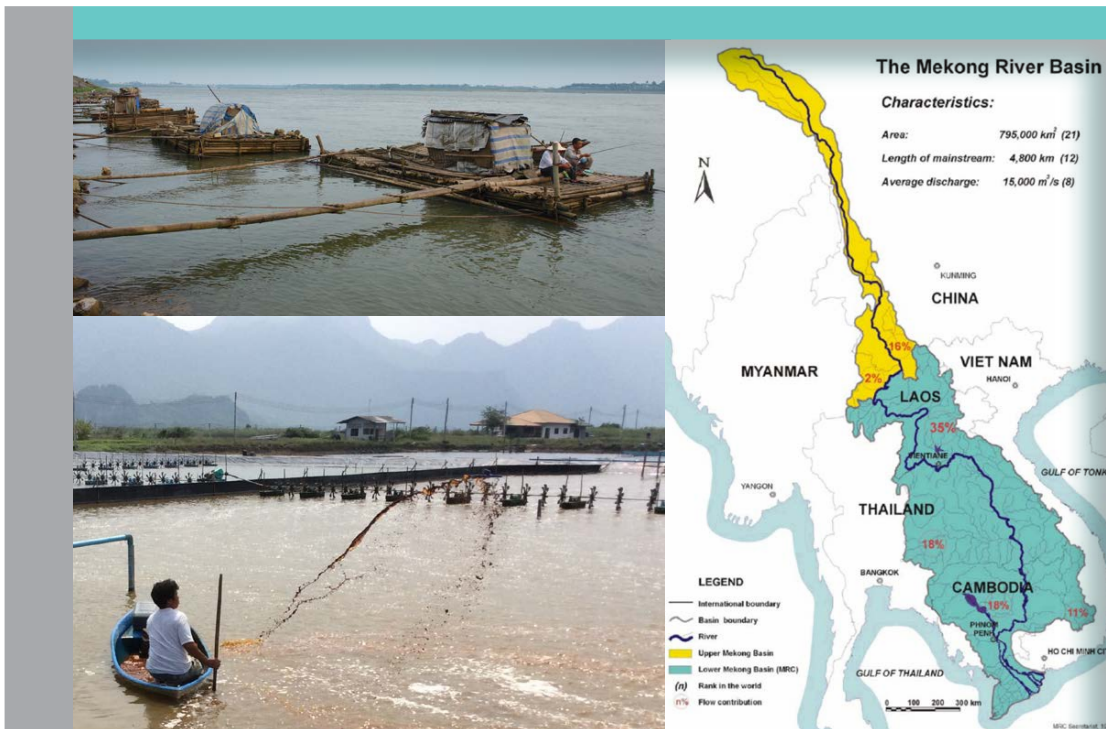 The Mekong River Basin
Characteristics:
Area: 795,000 km² (21)
Length of mainstream: 4,800 km (12)
Average discharge: 15,000 m³/s (8)
N
KUNMING
CHINA
16%
VIET NAM
MYANMAR
2%
HANOI
LAOS
35%
VIENTIANE
GULF OF TONK
YANGON
THAILAND
18%
BANGKOK
CAMBODIA
18%
11%
PHNOM
PENH
HO CHI MINH CIT
GULF OF THAILAND
LEGEND
International boundary
Basin boundary
River
Upper Mekong Basin
Lower Mekong Basin (MRC)
(n) Rank in the world
n% Flow contribution
0 100 200 300 km
MRC Secretariat,